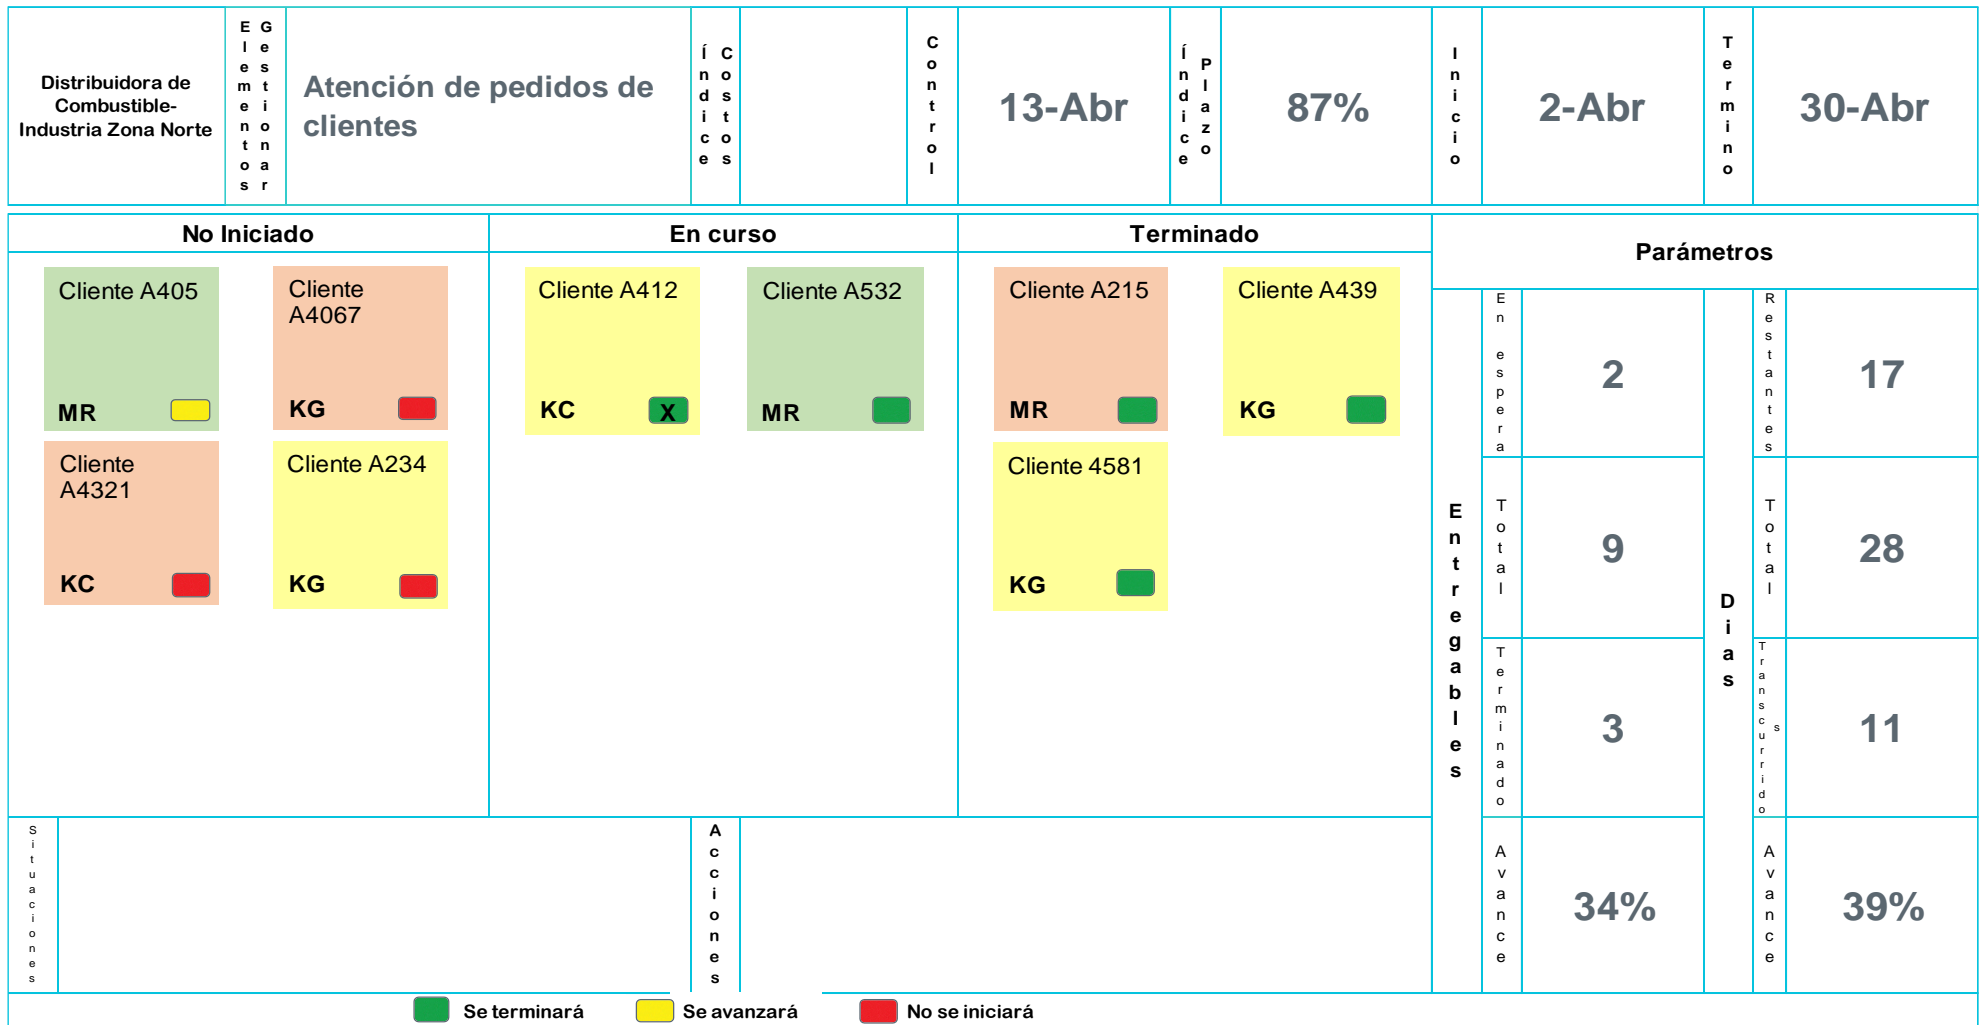 Distribuidora de
Combustible-
Industria Zona Norte
Elementos
Gestionar
Atención de pedidos de
clientes
Índice
Costos
Control
13-Abr
Índice
Plazo
87%
Inicio
2-Abr
Termino
30-Abr
No Iniciado
En curso
Terminado
Parámetros
Cliente A405
MR
Cliente
A4067
KG
Cliente
A4321
KC
Cliente A234
KG
Cliente A412
KC
X
Cliente A532
MR
Cliente A215
MR
Cliente A439
KG
Cliente 4581
KG
Entregables
En espera
2
Total
9
Terminado
3
Avance
34%
Dias
Restantes
17
Total
28
Transcurrido
s
11
Avance
39%
Situaciones
Acciones
Se terminará
Se avanzará
No se iniciará